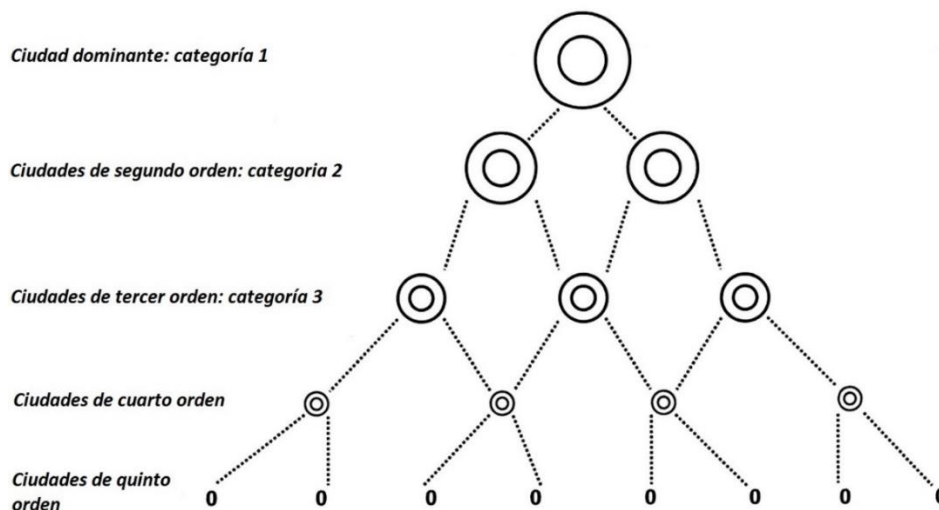 Ciudad dominante: categoría 1
Ciudades de segundo orden: categoria 2
Ciudades de tercer orden: categoría 3
Ciudades de cuarto orden
Ciudades de quinto
orden
0 0 0 0 0 0 0 0